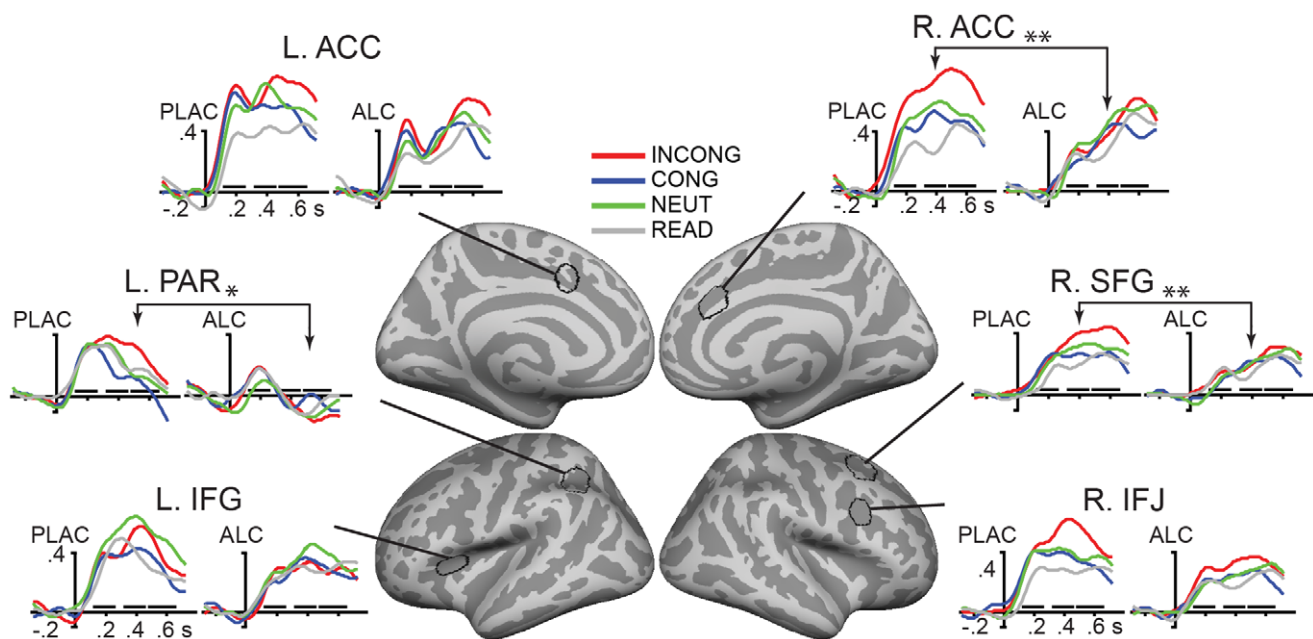 L. ACC
PLAC
.4
-.2 .2 .4 .6 s
ALC
R. ACC **
PLAC
.4
-.2 .2 .4 .6 s
ALC
INCONG
CONG
NEUT
READ
L. PAR *
PLAC
ALC
R. SFG **
PLAC
ALC
L. IFG
PLAC
.4
-.2 .2 .4 .6 s
ALC
R. IFJ
PLAC
.4
-.2 .2 .4 .6 s
ALC